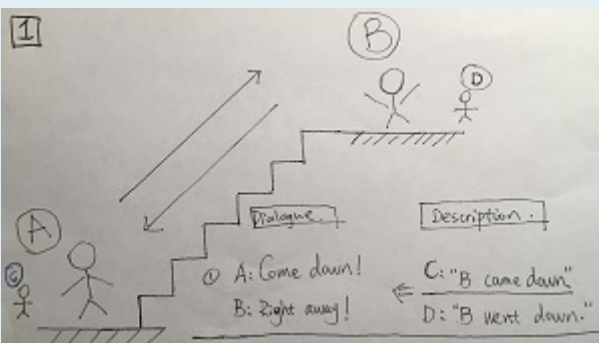 1
B
D
A
C
Dialogue.
Description.
① A: Come down!
B: Right away!
C: "B came down"
D: "B went down."